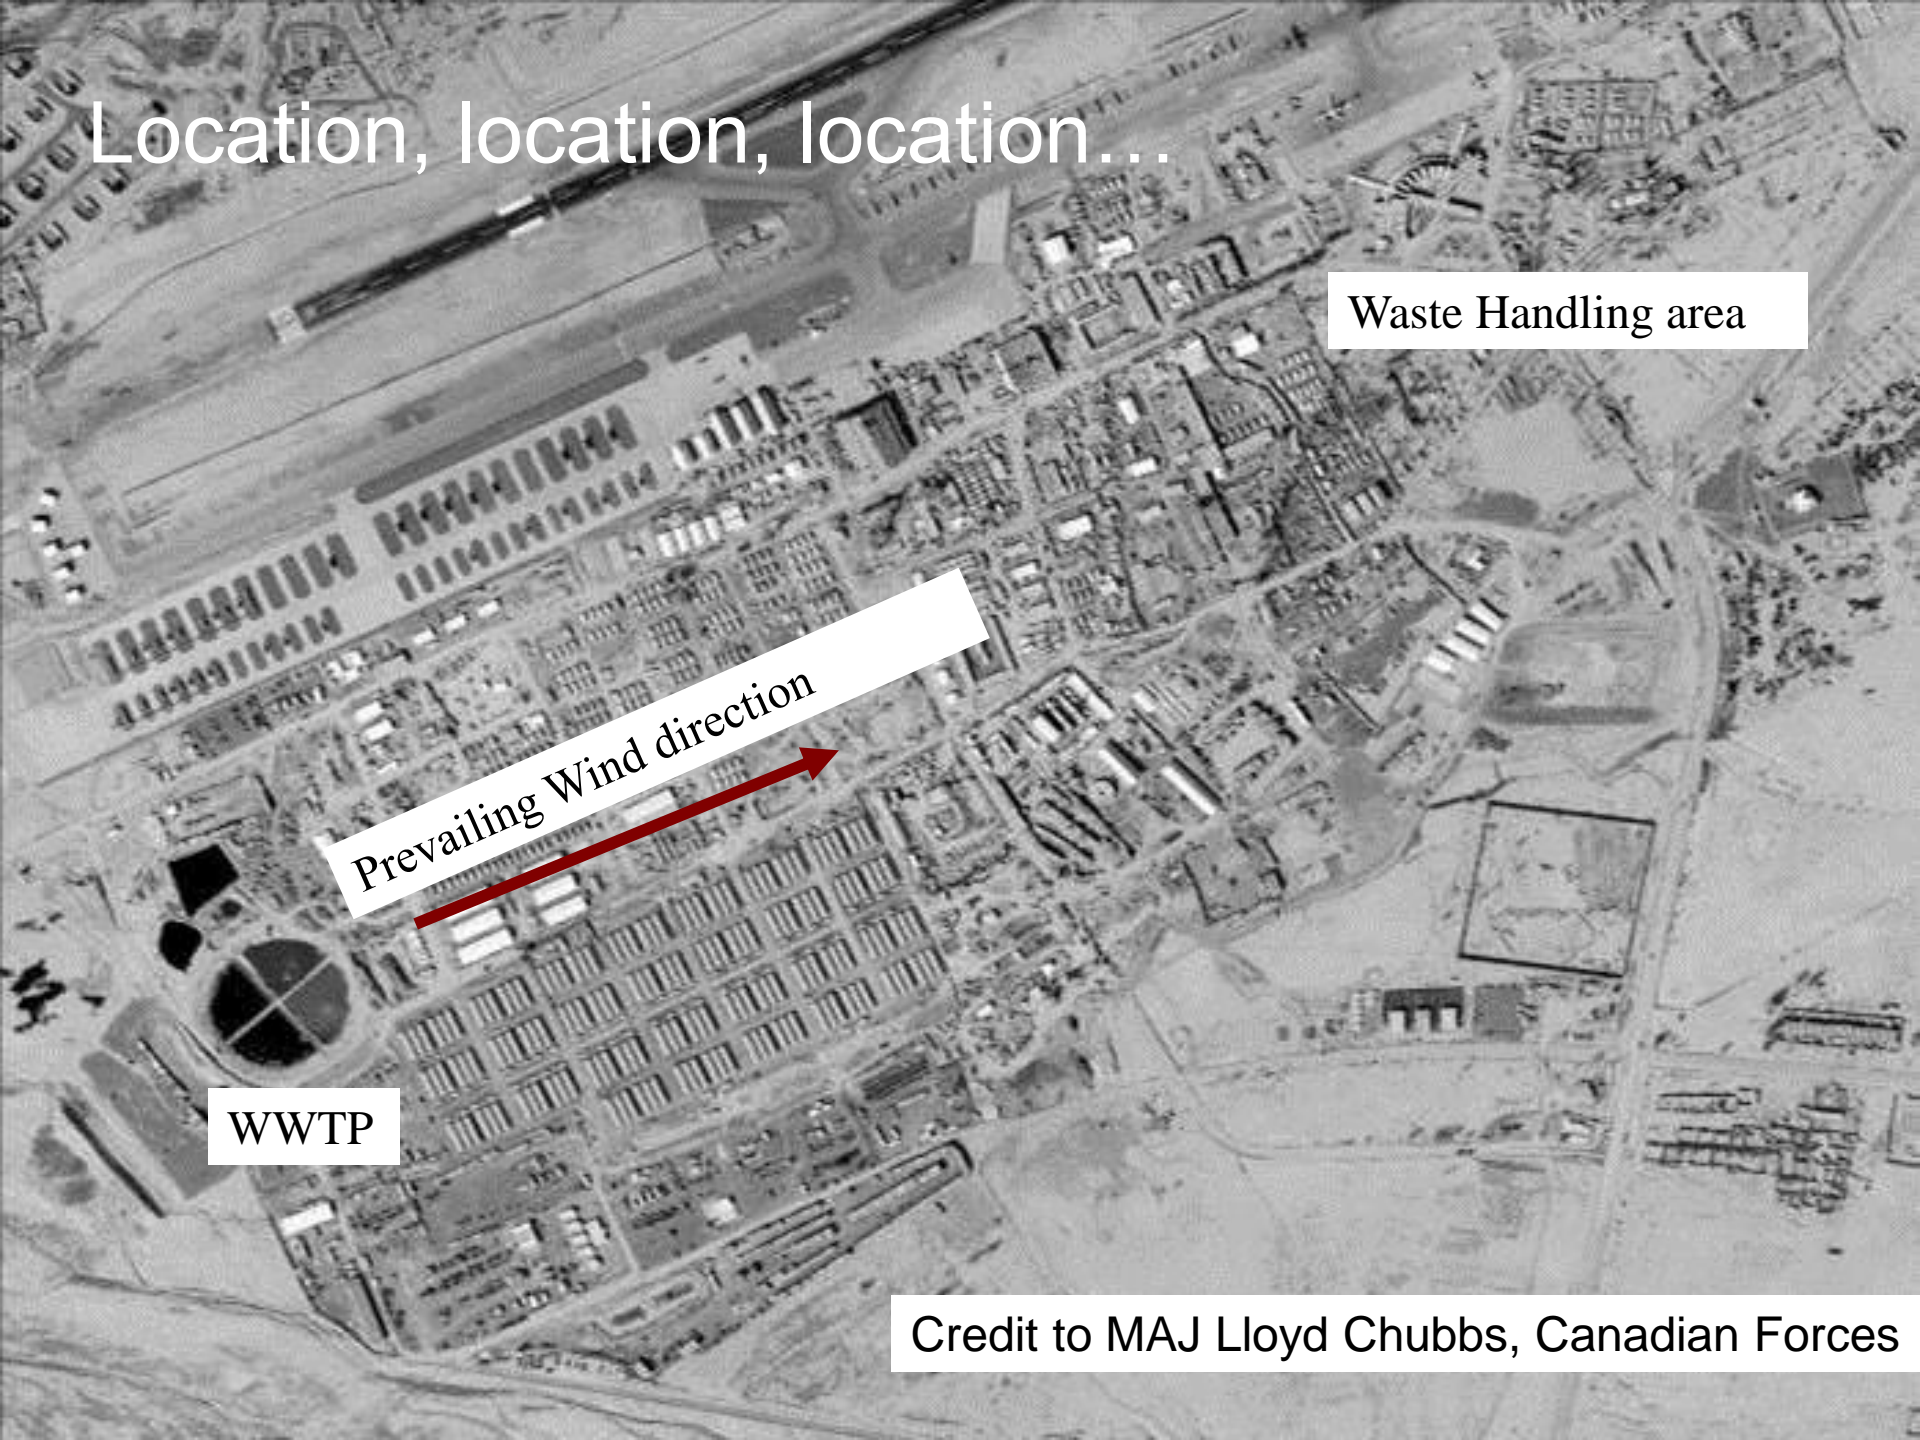 Location, location, location…
Waste Handling area
Prevailing Wind direction
WWTP
Credit to MAJ Lloyd Chubbs, Canadian Forces